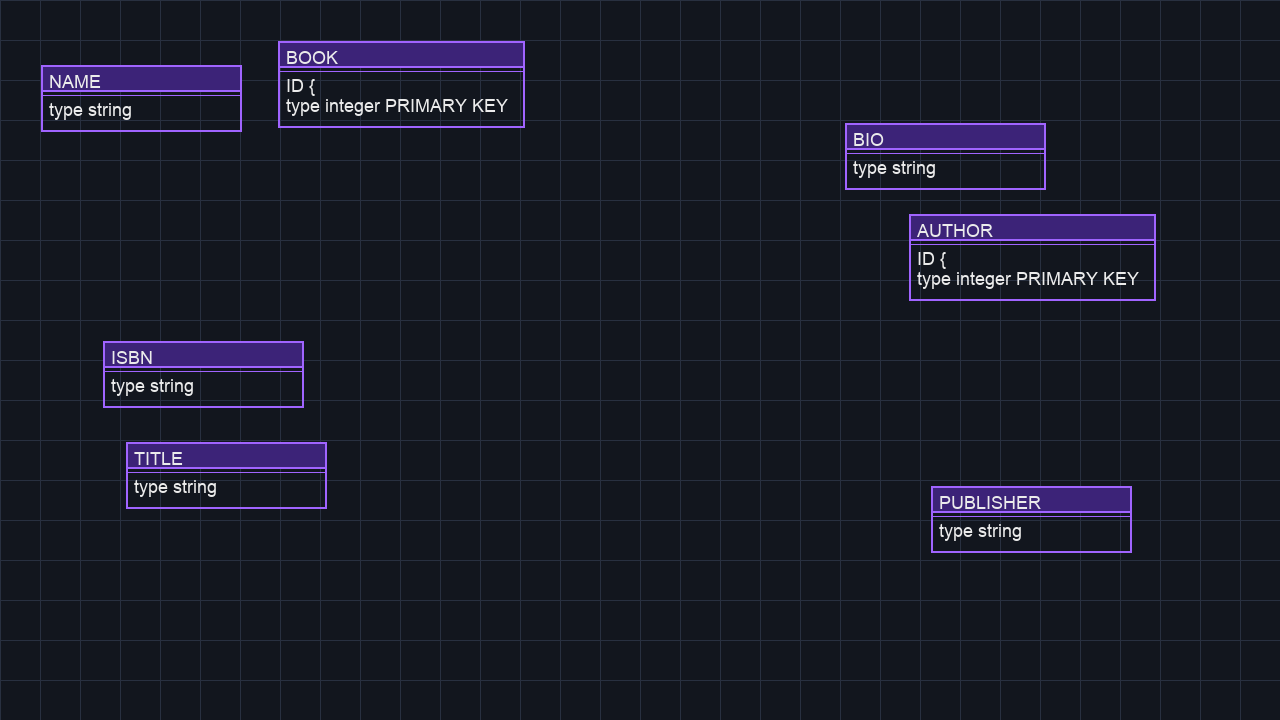 NAME
type string
BOOK
ID {
type integer PRIMARY KEY
BIO
type string
AUTHOR
ID {
type integer PRIMARY KEY
ISBN
type string
TITLE
type string
PUBLISHER
type string